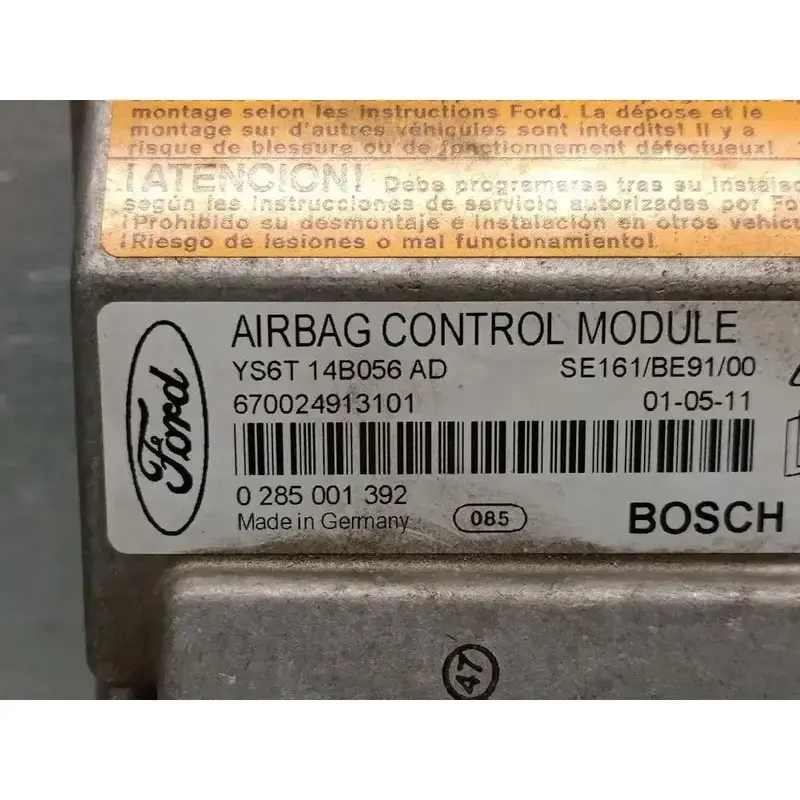 montage selon les instructions Ford. La dépose et le
montage sur d'autres véhicules sont interdits! Il y a
risque de blessure ou de fonctionnement défectueux!
¡ATENCION! Debe programarse tras su instalac
según las instrucciones de servicio autorizadas por Fo
¡Prohibido su desmontaje e instalación en otros vehícu
¡Riesgo de lesiones o mal funcionamiento!
Ford
AIRBAG CONTROL MODULE
YS6T 14B056 AD SE161/BE91/00
670024913101 01-05-11
0 285 001 392
Made in Germany 085 BOSCH
47